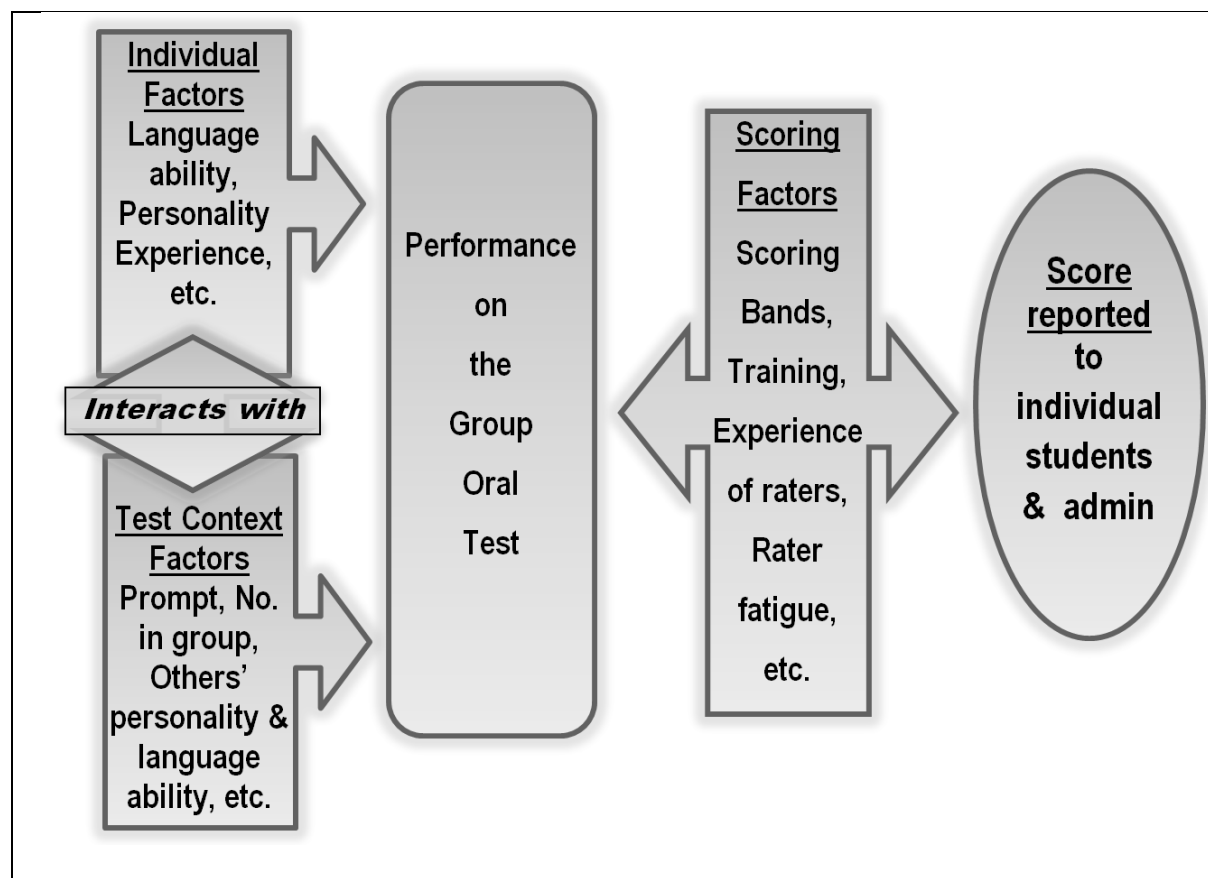 Individual
Factors
Language
ability,
Personality
Experience,
etc.
Interacts with
Test Context
Factors
Prompt, No.
in group,
Others’
personality &
language
ability, etc.
Performance
on
the
Group
Oral
Test
Scoring
Factors
Scoring
Bands,
Training,
Experience
of raters,
Rater
fatigue,
etc.
Score
reported
to
individual
students
& admin